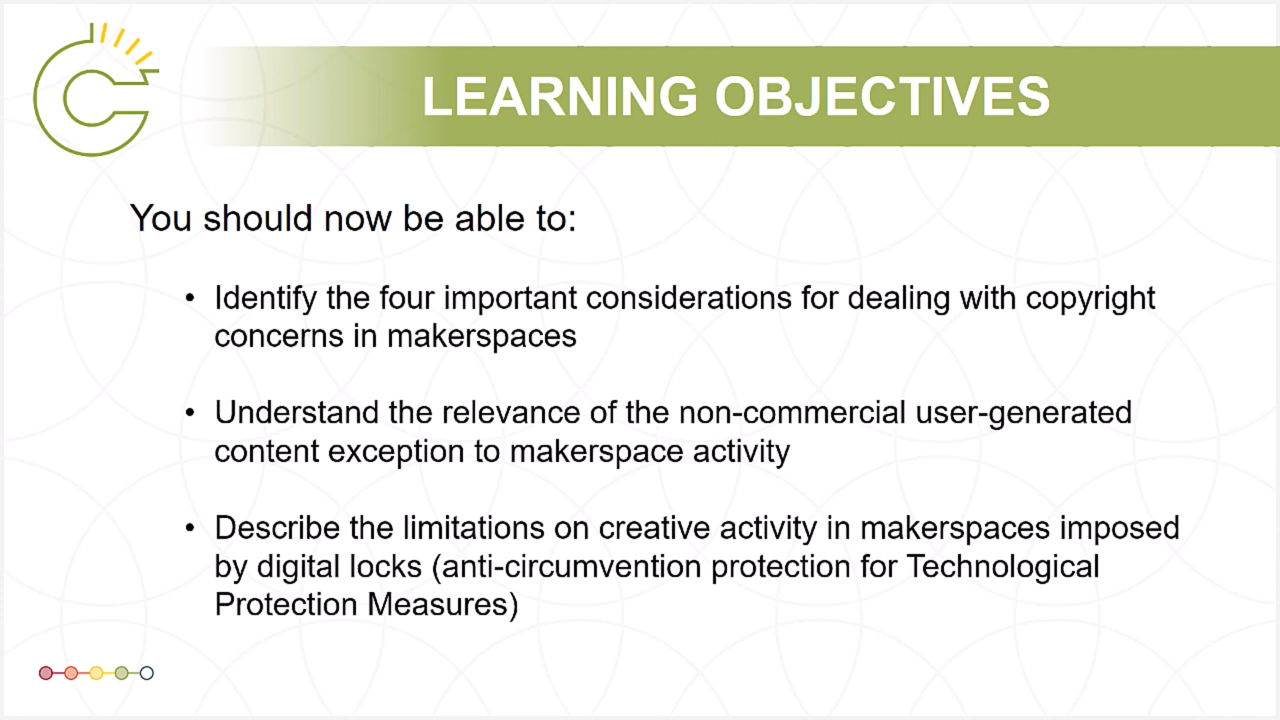 LEARNING OBJECTIVES
You should now be able to:
• Identify the four important considerations for dealing with copyright
concerns in makerspaces
• Understand the relevance of the non-commercial user-generated
content exception to makerspace activity
• Describe the limitations on creative activity in makerspaces imposed
by digital locks (anti-circumvention protection for Technological
Protection Measures)